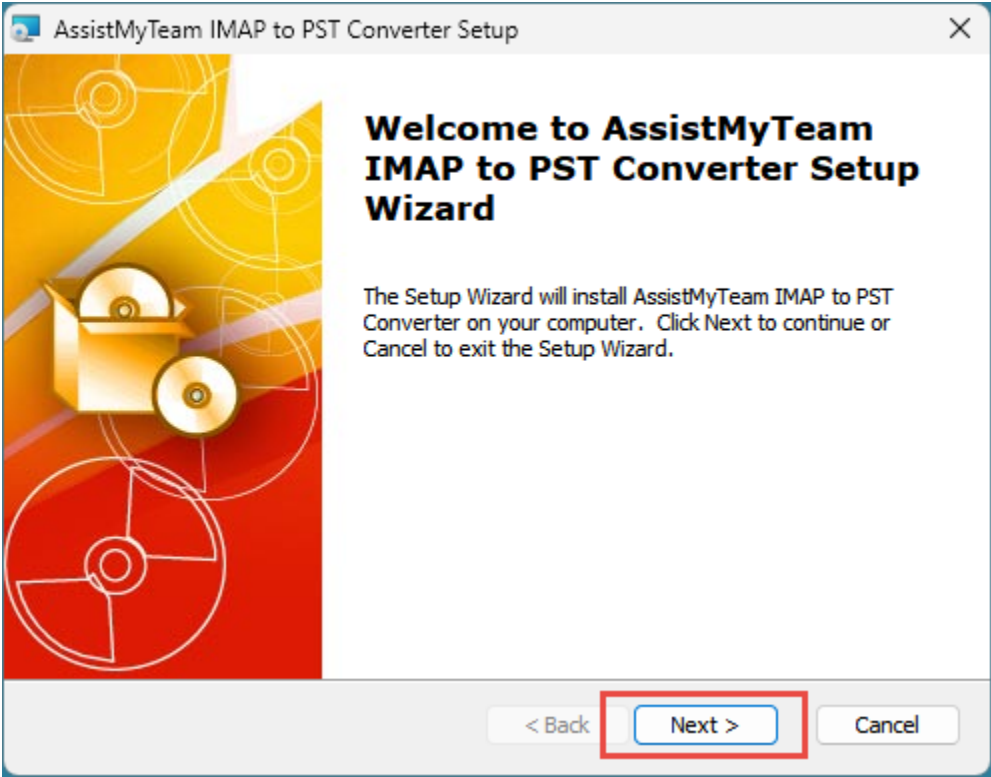 AssistMyTeam IMAP to PST Converter Setup
Welcome to AssistMyTeam
IMAP to PST Converter Setup
Wizard
The Setup Wizard will install AssistMyTeam IMAP to PST
Converter on your computer.  Click Next to continue or
Cancel to exit the Setup Wizard.
< Back Next > Cancel